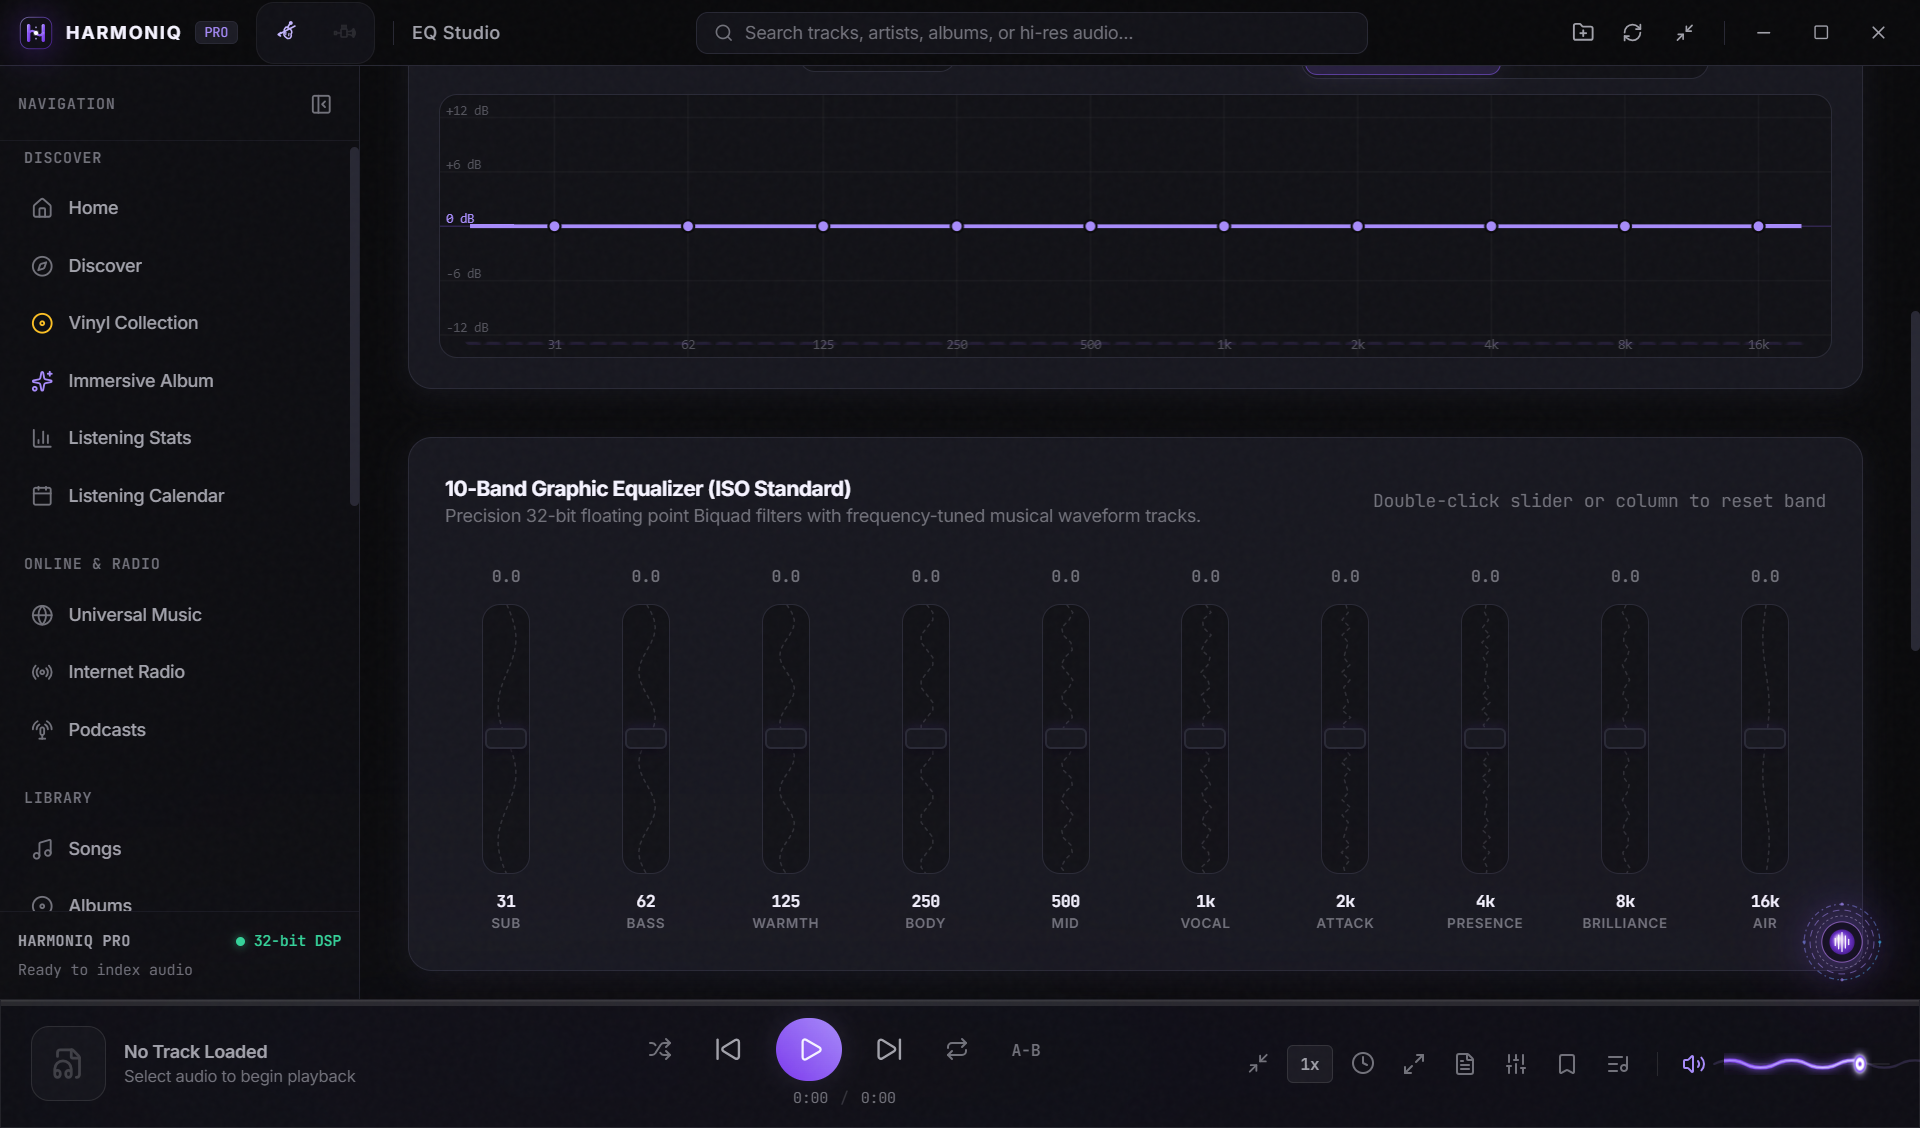 HARMONIQ PRO
EQ Studio
Search tracks, artists, albums, or hi-res audio...
NAVIGATION
DISCOVER
Home
Discover
Vinyl Collection
Immersive Album
Listening Stats
Listening Calendar
ONLINE & RADIO
Universal Music
Internet Radio
Podcasts
LIBRARY
Songs
Albums
HARMONIQ PRO
32-bit DSP
Ready to index audio
+12 dB
+6 dB
0 dB
-6 dB
-12 dB
31 62 125 250 500 1k 2k 4k 8k 16k
10-Band Graphic Equalizer (ISO Standard)
Precision 32-bit floating point Biquad filters with frequency-tuned musical waveform tracks.
Double-click slider or column to reset band
0.0 0.0 0.0 0.0 0.0 0.0 0.0 0.0 0.0 0.0
31 62 125 250 500 1k 2k 4k 8k 16k
SUB BASS WARMTH BODY MID VOCAL ATTACK PRESENCE BRILLIANCE AIR
No Track Loaded
Select audio to begin playback
A-B
0:00 / 0:00
1x